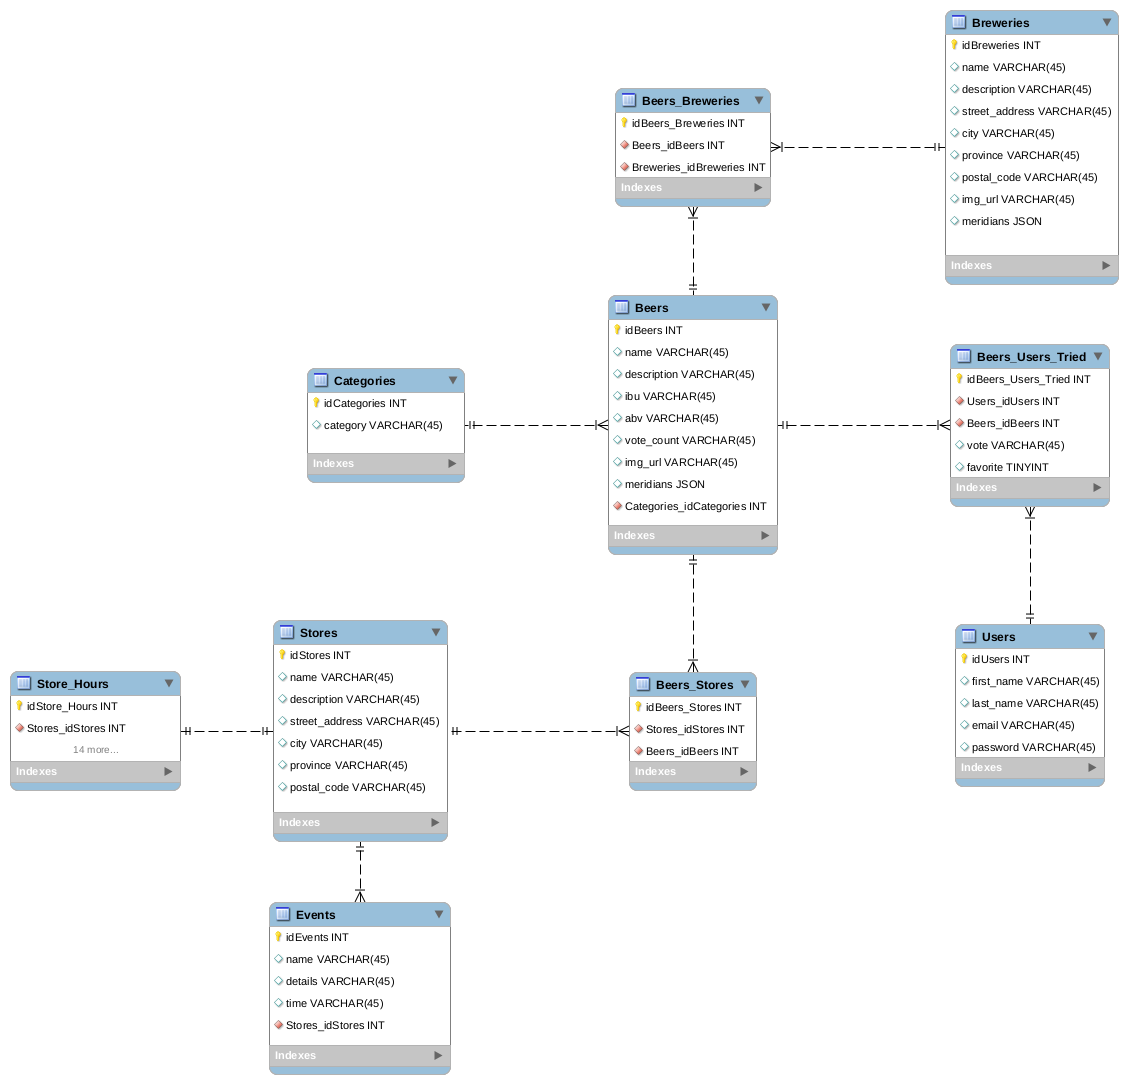 Breweries
idBreweries INT
name VARCHAR(45)
description VARCHAR(45)
street_address VARCHAR(45)
city VARCHAR(45)
province VARCHAR(45)
postal_code VARCHAR(45)
img_url VARCHAR(45)
meridians JSON
Indexes
Beers_Breweries
idBeers_Breweries INT
Beers_idBeers INT
Breweries_idBreweries INT
Indexes
Beers
idBeers INT
name VARCHAR(45)
description VARCHAR(45)
ibu VARCHAR(45)
abv VARCHAR(45)
vote_count VARCHAR(45)
img_url VARCHAR(45)
meridians JSON
Categories_idCategories INT
Indexes
Categories
idCategories INT
category VARCHAR(45)
Indexes
Beers_Users_Tried
idBeers_Users_Tried INT
Users_idUsers INT
Beers_idBeers INT
vote VARCHAR(45)
favorite TINYINT
Indexes
Stores
idStores INT
name VARCHAR(45)
description VARCHAR(45)
street_address VARCHAR(45)
city VARCHAR(45)
province VARCHAR(45)
postal_code VARCHAR(45)
Indexes
Store_Hours
idStore_Hours INT
Stores_idStores INT
14 more...
Indexes
Beers_Stores
idBeers_Stores INT
Stores_idStores INT
Beers_idBeers INT
Indexes
Users
idUsers INT
first_name VARCHAR(45)
last_name VARCHAR(45)
email VARCHAR(45)
password VARCHAR(45)
Indexes
Events
idEvents INT
name VARCHAR(45)
details VARCHAR(45)
time VARCHAR(45)
Stores_idStores INT
Indexes